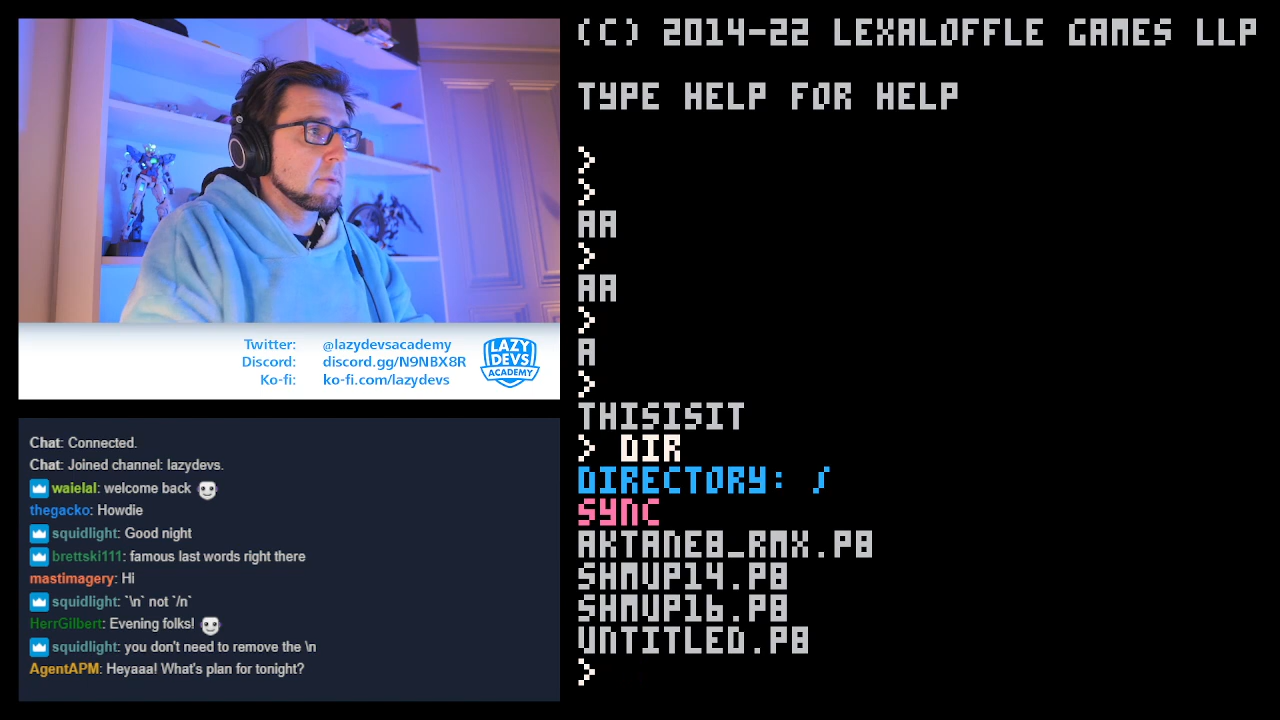 Twitter: @lazydevsacademy
Discord: discord.gg/N9NBX8R
Ko-fi: ko-fi.com/lazydevs
LAZY
DEVS
ACADEMY
Chat: Connected.
Chat: Joined channel: lazydevs.
waielal: welcome back
thegacko: Howdie
squidlight: Good night
brettski111: famous last words right there
mastimagery: Hi
squidlight: `\n` not `/n`
HerrGilbert: Evening folks!
squidlight: you don't need to remove the \n
AgentAPM: Heyaaa! What's plan for tonight?
(C) 2014-22 LEXALOFFLE GAMES LLP
TYPE HELP FOR HELP
>
>
AA
>
AA
>
A
>
THISISIT
> DIR
DIRECTORY: /
SYNC
AKTANE8_RMX.P8
SHMUP14.P8
SHMUP16.P8
UNTITLED.P8
>